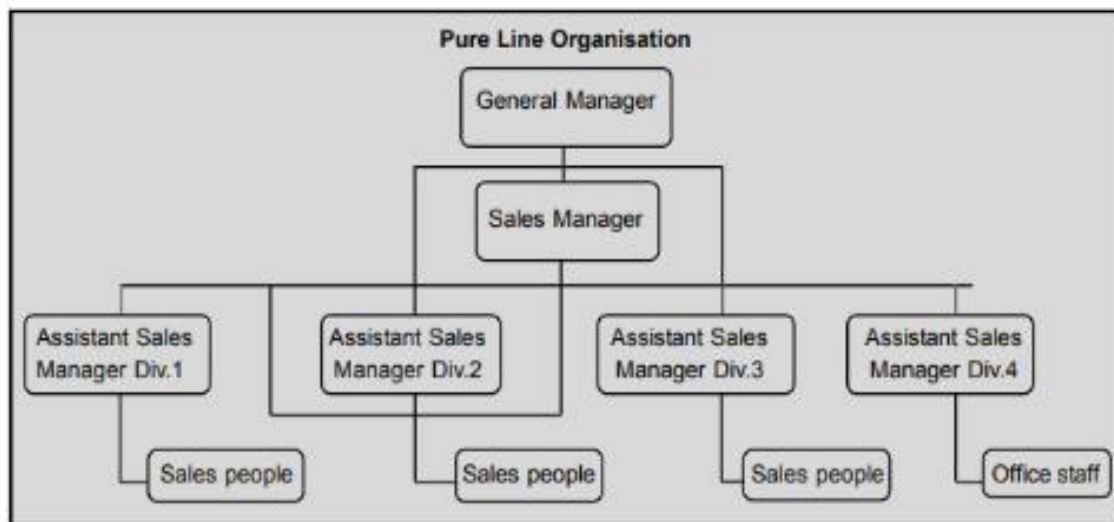 Pure Line Organisation
General Manager
Sales Manager
Assistant Sales
Manager Div.1
Assistant Sales
Manager Div.2
Assistant Sales
Manager Div.3
Assistant Sales
Manager Div.4
Sales people
Sales people
Sales people
Office staff